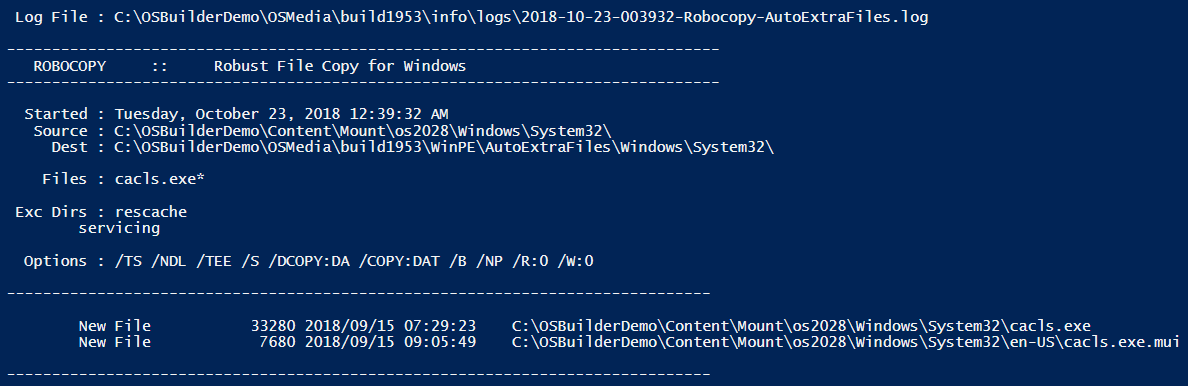 Log File : C:\OSBuilderDemo\OSMedia\build1953\info\logs\2018-10-23-003932-Robocopy-AutoExtraFiles.log
-------------------------------------------------------------------------------
ROBOCOPY     ::     Robust File Copy for Windows
-------------------------------------------------------------------------------
Started : Tuesday, October 23, 2018 12:39:32 AM
Source : C:\OSBuilderDemo\Content\Mount\os2028\Windows\System32\
Dest : C:\OSBuilderDemo\OSMedia\build1953\WinPE\AutoExtraFiles\Windows\System32\
Files : cacls.exe*
Exc Dirs : rescache
servicing
Options : /TS /NDL /TEE /S /DCOPY:DA /COPY:DAT /B /NP /R:0 /W:0
------------------------------------------------------------------------------
New File           33280 2018/09/15 07:29:23    C:\OSBuilderDemo\Content\Mount\os2028\Windows\System32\cacls.exe
New File            7680 2018/09/15 09:05:49    C:\OSBuilderDemo\Content\Mount\os2028\Windows\System32\en-US\cacls.exe.mui
------------------------------------------------------------------------------